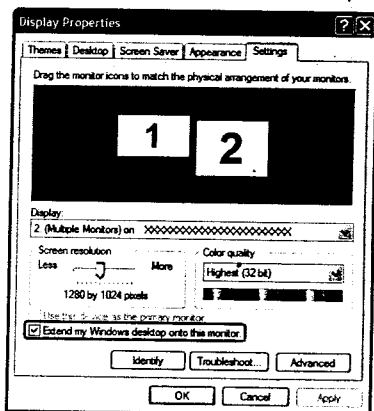 Display Properties
Themes Desktop Screen Saver Appearance Settings
Drag the monitor icons to match the physical arrangement of your monitors.
1
2
Display:
2 (Multiple Monitors) on XXXXXXXXXXXXXXXXXXXXXX
Screen resolution
Less More
1280 by 1024 pixels
Color quality
Highest (32 bit)
Use this device as the primary monitor
Extend my Windows desktop onto this monitor
Identify Troubleshoot... Advanced
OK Cancel Apply